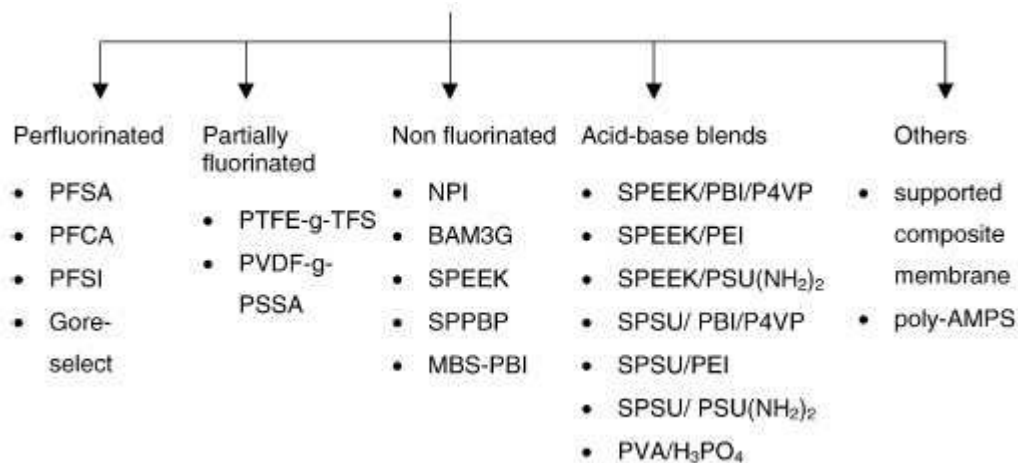 Perfluorinated
• PFSA
• PFCA
• PFSI
• Gore-
select
Partially
fluorinated
• PTFE-g-TFS
• PVDF-g-
PSSA
Non fluorinated
• NPI
• BAM3G
• SPEEK
• SPPBP
• MBS-PBI
Acid-base blends
• SPEEK/PBI/P4VP
• SPEEK/PEI
• SPEEK/PSU(NH₂)₂
• SPSU/ PBI/P4VP
• SPSU/PEI
• SPSU/ PSU(NH₂)₂
• PVA/H₃PO₄
Others
• supported
composite
membrane
• poly-AMPS